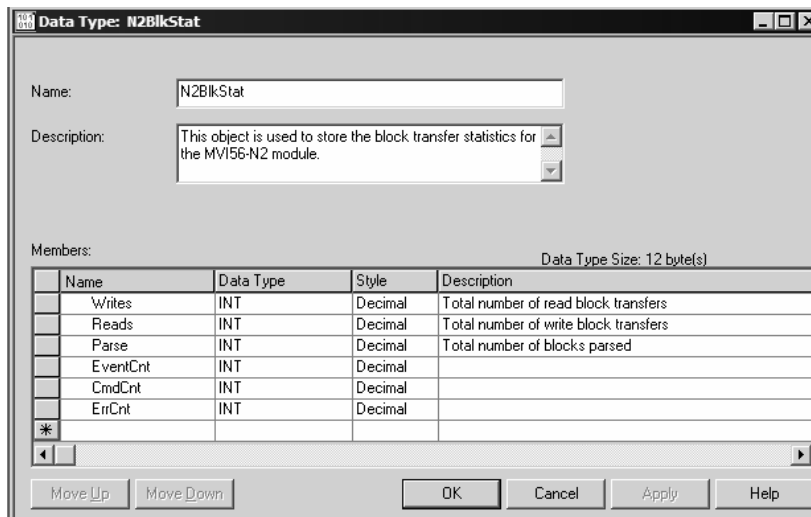 Data Type: N2BlkStat
Name:
N2BlkStat
Description:
This object is used to store the block transfer statistics for
the MVI56-N2 module.
Members:
Data Type Size: 12 byte(s)
Name Data Type Style Description
Writes INT Decimal Total number of read block transfers
Reads INT Decimal Total number of write block transfers
Parse INT Decimal Total number of blocks parsed
EventCnt INT Decimal
CmdCnt INT Decimal
ErrCnt INT Decimal
Move Up Move Down OK Cancel Apply Help